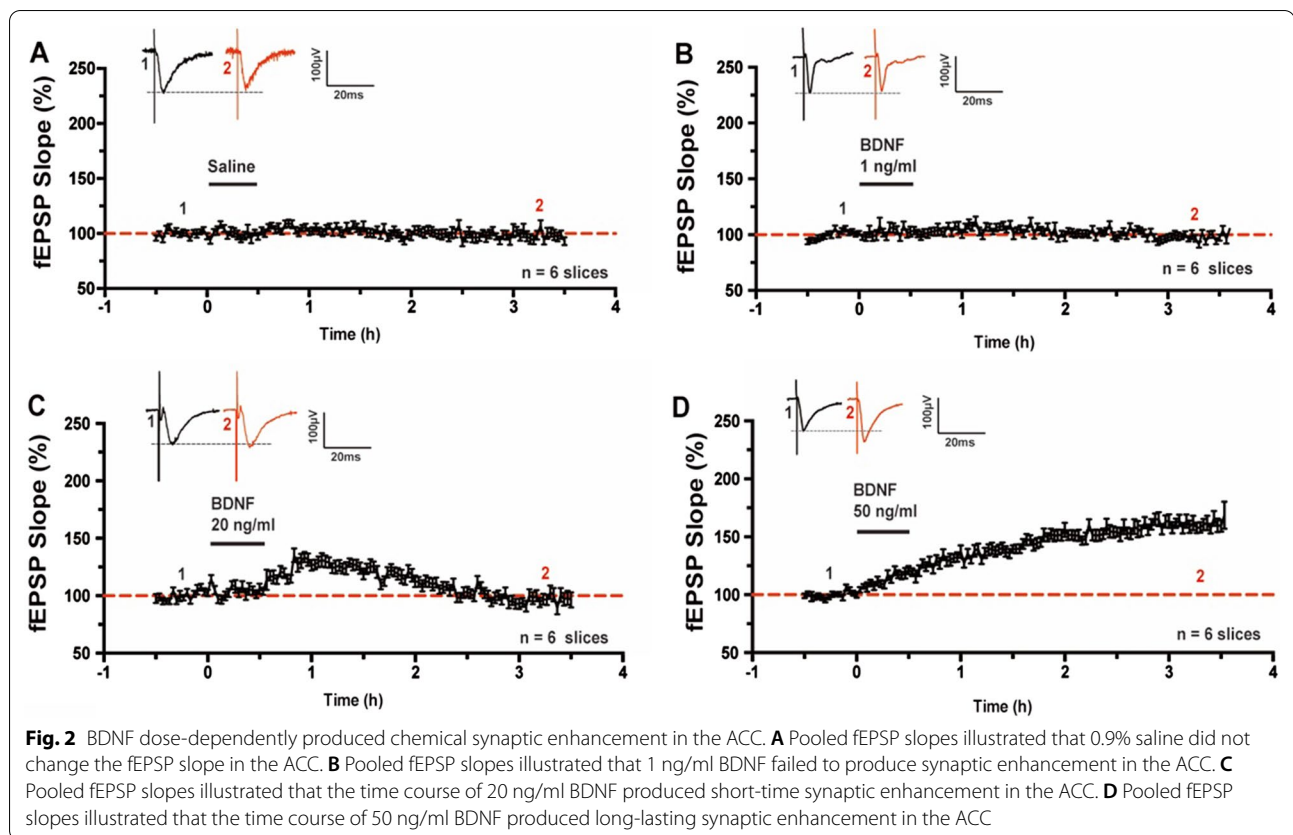 A
1
2
100µV
20ms
250
200
150
100
50
fEPSP Slope (%)
Saline
1
2
n = 6 slices
-1
0
1
2
3
4
Time (h)
B
1
2
100µV
20ms
250
200
150
100
50
fEPSP Slope (%)
BDNF
1 ng/ml
1
2
n = 6 slices
-1
0
1
2
3
4
Time (h)
C
1
2
100µV
20ms
250
200
150
100
50
fEPSP Slope (%)
BDNF
20 ng/ml
1
2
n = 6 slices
-1
0
1
2
3
4
Time (h)
D
1
2
100µV
20ms
250
200
150
100
50
fEPSP Slope (%)
BDNF
50 ng/ml
1
2
n = 6 slices
-1
0
1
2
3
4
Time (h)
Fig. 2 BDNF dose-dependently produced chemical synaptic enhancement in the ACC. A Pooled fEPSP slopes illustrated that 0.9% saline did not
change the fEPSP slope in the ACC. B Pooled fEPSP slopes illustrated that 1 ng/ml BDNF failed to produce synaptic enhancement in the ACC. C
Pooled fEPSP slopes illustrated that the time course of 20 ng/ml BDNF produced short-time synaptic enhancement in the ACC. D Pooled fEPSP
slopes illustrated that the time course of 50 ng/ml BDNF produced long-lasting synaptic enhancement in the ACC